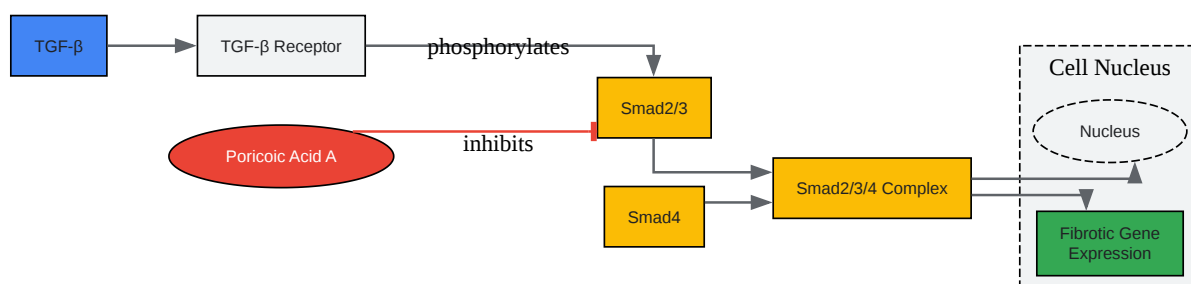 TGF-β
TGF-β Receptor
phosphorylates
Cell Nucleus
Smad2/3
Nucleus
Poricoic Acid A
inhibits
Smad2/3/4 Complex
Smad4
Fibrotic Gene
Expression